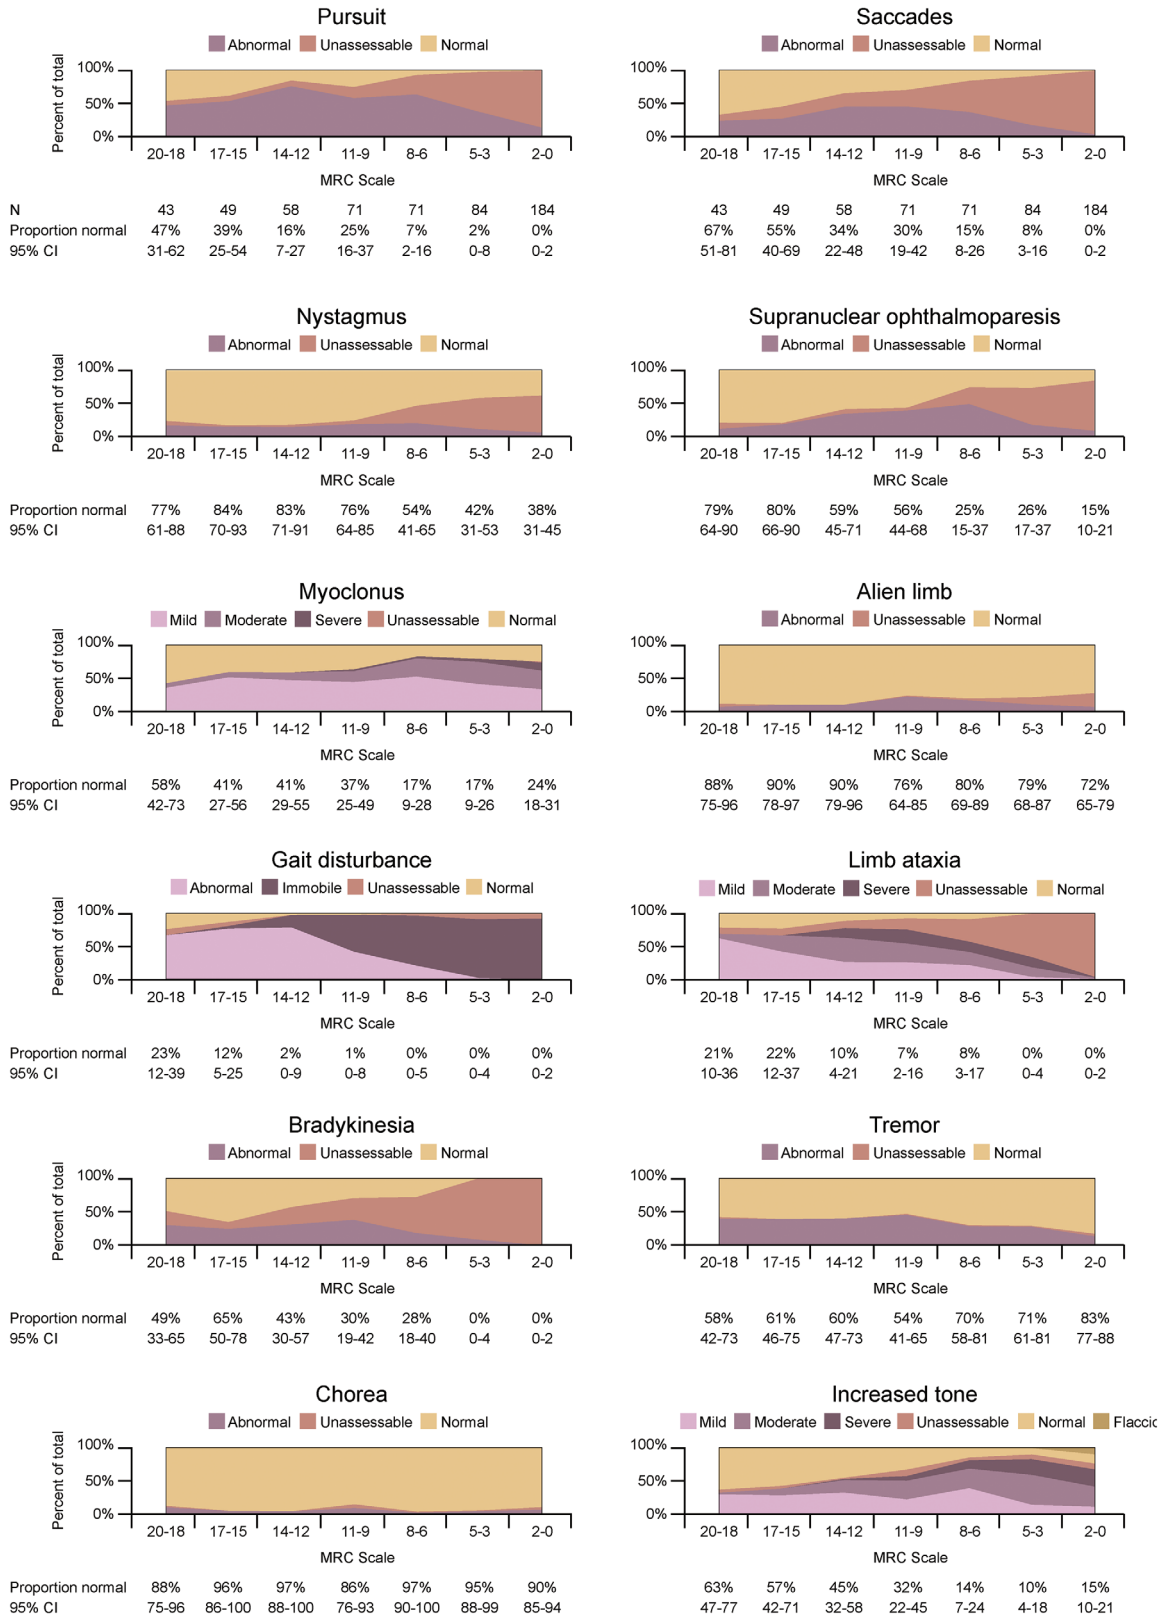 Pursuit
Abnormal Unassessable Normal
Percent of total
100%
50%
0%
20-18 17-15 14-12 11-9 8-6 5-3 2-0
MRC Scale
N 43 49 58 71 71 84 184
Proportion normal 47% 39% 16% 25% 7% 2% 0%
95% CI 31-62 25-54 7-27 16-37 2-16 0-8 0-2
Saccades
Abnormal Unassessable Normal
100%
50%
0%
20-18 17-15 14-12 11-9 8-6 5-3 2-0
MRC Scale
43 49 58 71 71 84 184
67% 55% 34% 30% 15% 8% 0%
51-81 40-69 22-48 19-42 8-26 3-16 0-2
Nystagmus
Abnormal Unassessable Normal
Percent of total
100%
50%
0%
20-18 17-15 14-12 11-9 8-6 5-3 2-0
MRC Scale
Proportion normal 77% 84% 83% 76% 54% 42% 38%
95% CI 61-88 70-93 71-91 64-85 41-65 31-53 31-45
Supranuclear ophthalmoparesis
Abnormal Unassessable Normal
100%
50%
0%
20-18 17-15 14-12 11-9 8-6 5-3 2-0
MRC Scale
79% 80% 59% 56% 25% 26% 15%
64-90 66-90 45-71 44-68 15-37 17-37 10-21
Myoclonus
Mild Moderate Severe Unassessable Normal
Percent of total
100%
50%
0%
20-18 17-15 14-12 11-9 8-6 5-3 2-0
MRC Scale
Proportion normal 58% 41% 41% 37% 17% 17% 24%
95% CI 42-73 27-56 29-55 25-49 9-28 9-26 18-31
Alien limb
Abnormal Unassessable Normal
100%
50%
0%
20-18 17-15 14-12 11-9 8-6 5-3 2-0
MRC Scale
88% 90% 90% 76% 80% 79% 72%
75-96 78-97 79-96 64-85 69-89 68-87 65-79
Gait disturbance
Abnormal Immobile Unassessable Normal
Percent of total
100%
50%
0%
20-18 17-15 14-12 11-9 8-6 5-3 2-0
MRC Scale
Proportion normal 23% 12% 2% 1% 0% 0% 0%
95% CI 12-39 5-25 0-9 0-8 0-5 0-4 0-2
Limb ataxia
Mild Moderate Severe Unassessable Normal
100%
50%
0%
20-18 17-15 14-12 11-9 8-6 5-3 2-0
MRC Scale
21% 22% 10% 7% 8% 0% 0%
10-36 12-37 4-21 2-16 3-17 0-4 0-2
Bradykinesia
Abnormal Unassessable Normal
Percent of total
100%
50%
0%
20-18 17-15 14-12 11-9 8-6 5-3 2-0
MRC Scale
Proportion normal 49% 65% 43% 30% 28% 0% 0%
95% CI 33-65 50-78 30-57 19-42 18-40 0-4 0-2
Tremor
Abnormal Unassessable Normal
100%
50%
0%
20-18 17-15 14-12 11-9 8-6 5-3 2-0
MRC Scale
58% 61% 60% 54% 70% 71% 83%
42-73 46-75 47-73 41-65 58-81 61-81 77-88
Chorea
Abnormal Unassessable Normal
Percent of total
100%
50%
0%
20-18 17-15 14-12 11-9 8-6 5-3 2-0
MRC Scale
Proportion normal 88% 96% 97% 86% 97% 95% 90%
95% CI 75-96 86-100 88-100 76-93 90-100 88-99 85-94
Increased tone
Mild Moderate Severe Unassessable Normal
100%
50%
0%
20-18 17-15 14-12 11-9 8-6 5-3 2-0
MRC Scale
63% 57% 45% 32% 14% 10% 15%
47-77 42-71 32-58 22-45 7-24 4-18 10-21